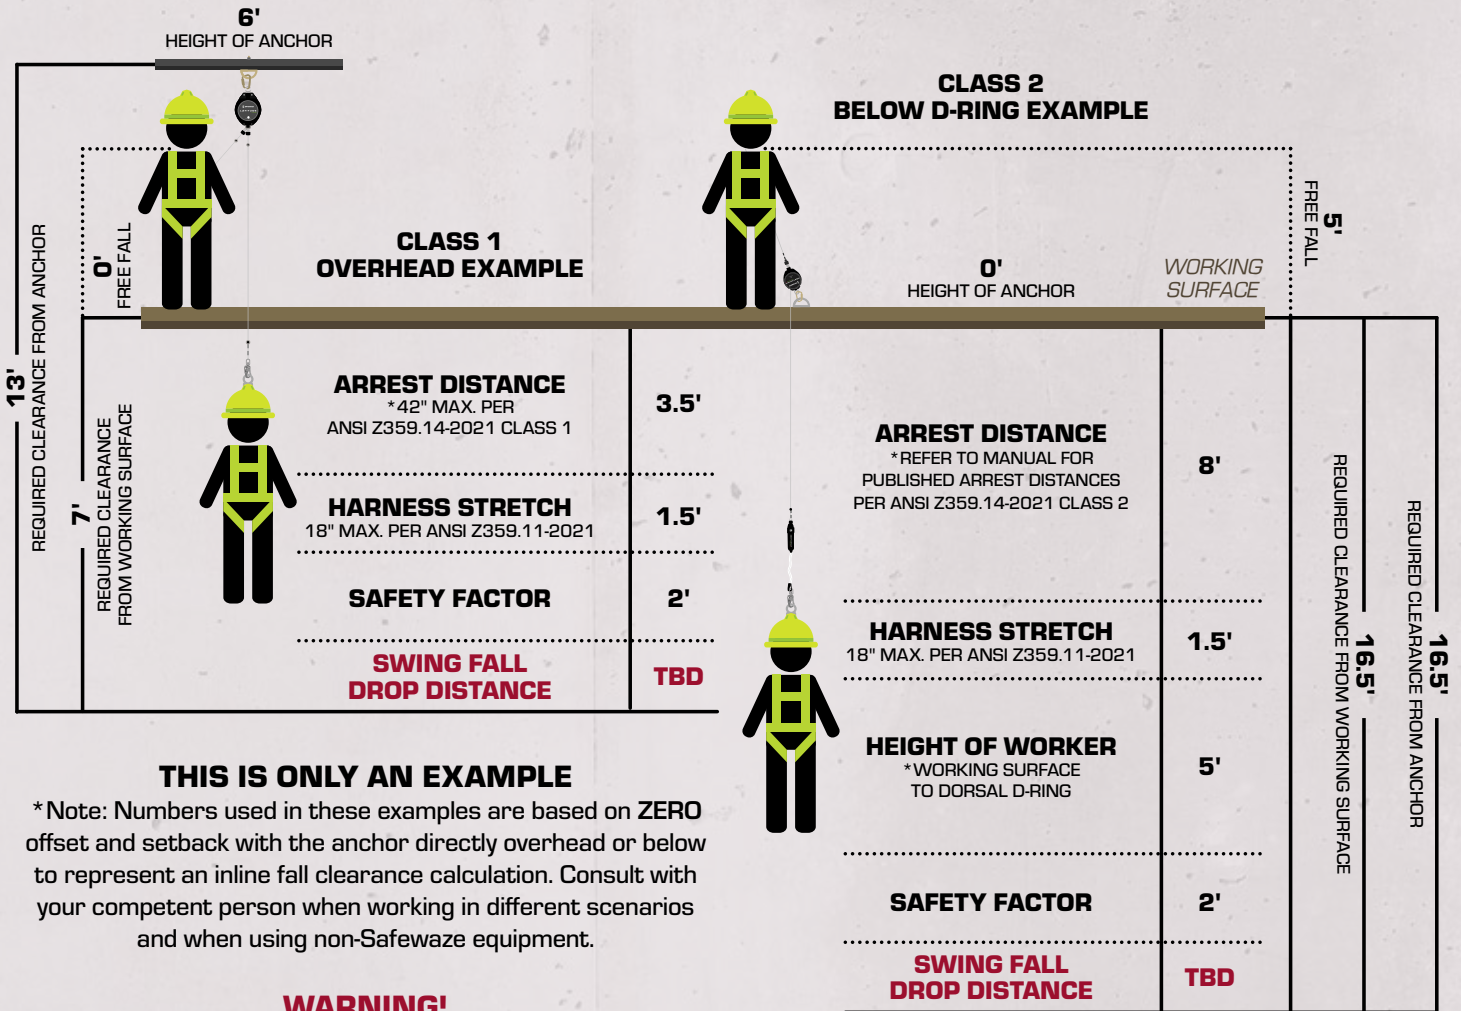 6'
HEIGHT OF ANCHOR
13'
REQUIRED CLEARANCE FROM ANCHOR
0'
FREE FALL
7'
REQUIRED CLEARANCE
FROM WORKING SURFACE
CLASS 1
OVERHEAD EXAMPLE
ARREST DISTANCE
*42" MAX. PER
ANSI Z359.14-2021 CLASS 1
3.5'
HARNESS STRETCH
18" MAX. PER ANSI Z359.11-2021
1.5'
SAFETY FACTOR
2'
SWING FALL
DROP DISTANCE
TBD
CLASS 2
BELOW D-RING EXAMPLE
5'
FREE FALL
0'
HEIGHT OF ANCHOR
WORKING
SURFACE
ARREST DISTANCE
*REFER TO MANUAL FOR
PUBLISHED ARREST DISTANCES
PER ANSI Z359.14-2021 CLASS 2
8'
HARNESS STRETCH
18" MAX. PER ANSI Z359.11-2021
1.5'
HEIGHT OF WORKER
*WORKING SURFACE
TO DORSAL D-RING
5'
SAFETY FACTOR
2'
SWING FALL
DROP DISTANCE
TBD
16.5'
REQUIRED CLEARANCE FROM WORKING SURFACE
16.5'
REQUIRED CLEARANCE FROM ANCHOR
THIS IS ONLY AN EXAMPLE
*Note: Numbers used in these examples are based on ZERO
offset and setback with the anchor directly overhead or below
to represent an inline fall clearance calculation. Consult with
your competent person when working in different scenarios
and when using non-Safewaze equipment.
WARNING!